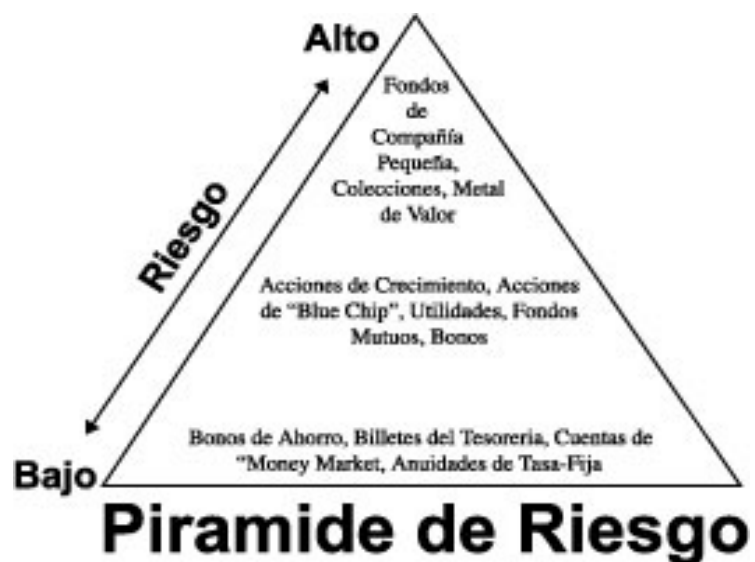 Alto
Riesgo
Fondos
de
Compañía
Pequeña,
Colecciones, Metal
de Valor
Acciones de Crecimiento, Acciones
de “Blue Chip”, Utilidades, Fondos
Mutuos, Bonos
Bonos de Ahorro, Billetes del Tesoreria, Cuentas de
“Money Market, Anuidades de Tasa-Fija
Bajo
Piramide de Riesgo